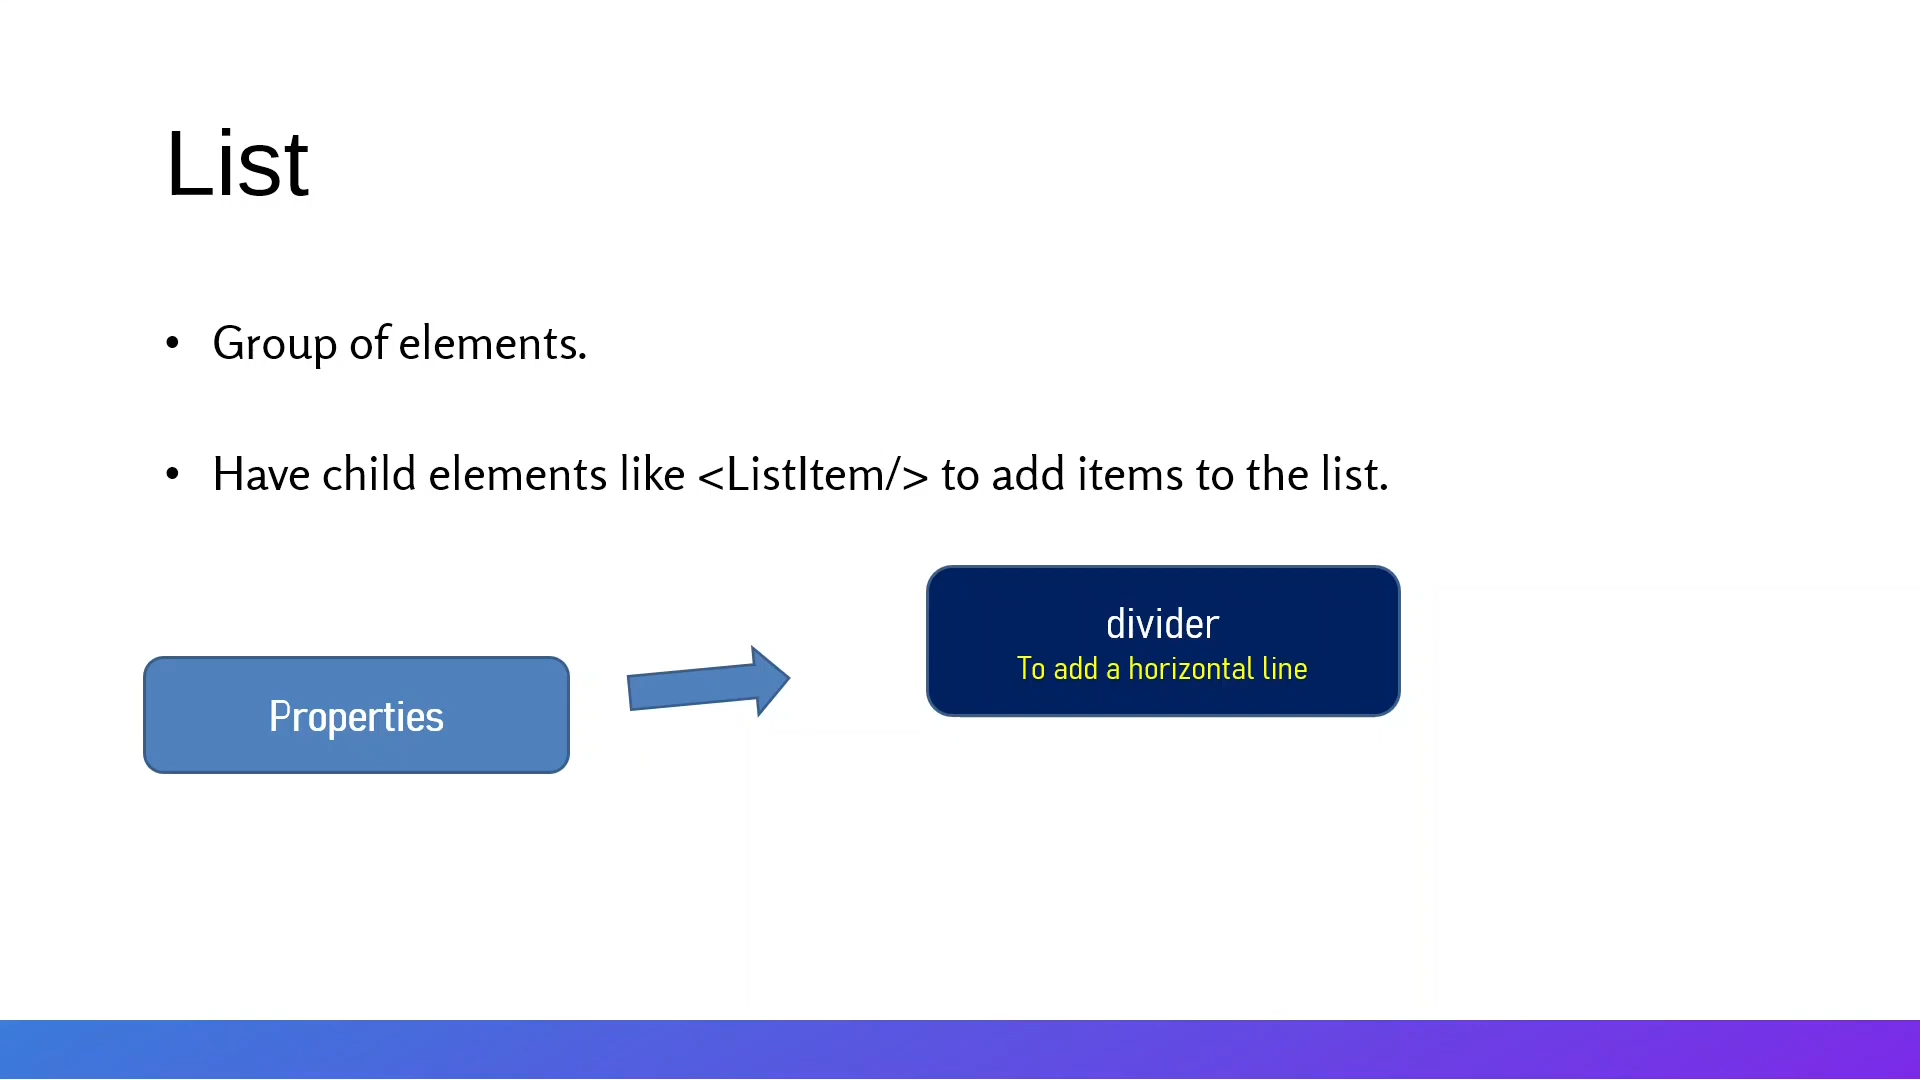 List
• Group of elements.
• Have child elements like <ListItem/> to add items to the list.
Properties
divider
To add a horizontal line